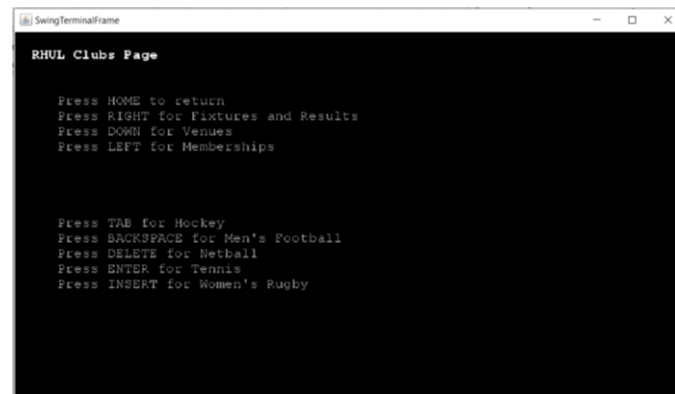 SwingTerminalFrame
RHUL Clubs Page
Press HOME to return
Press RIGHT for Fixtures and Results
Press DOWN for Venues
Press LEFT for Memberships
Press TAB for Hockey
Press BACKSPACE for Men's Football
Press DELETE for Netball
Press ENTER for Tennis
Press INSERT for Women's Rugby